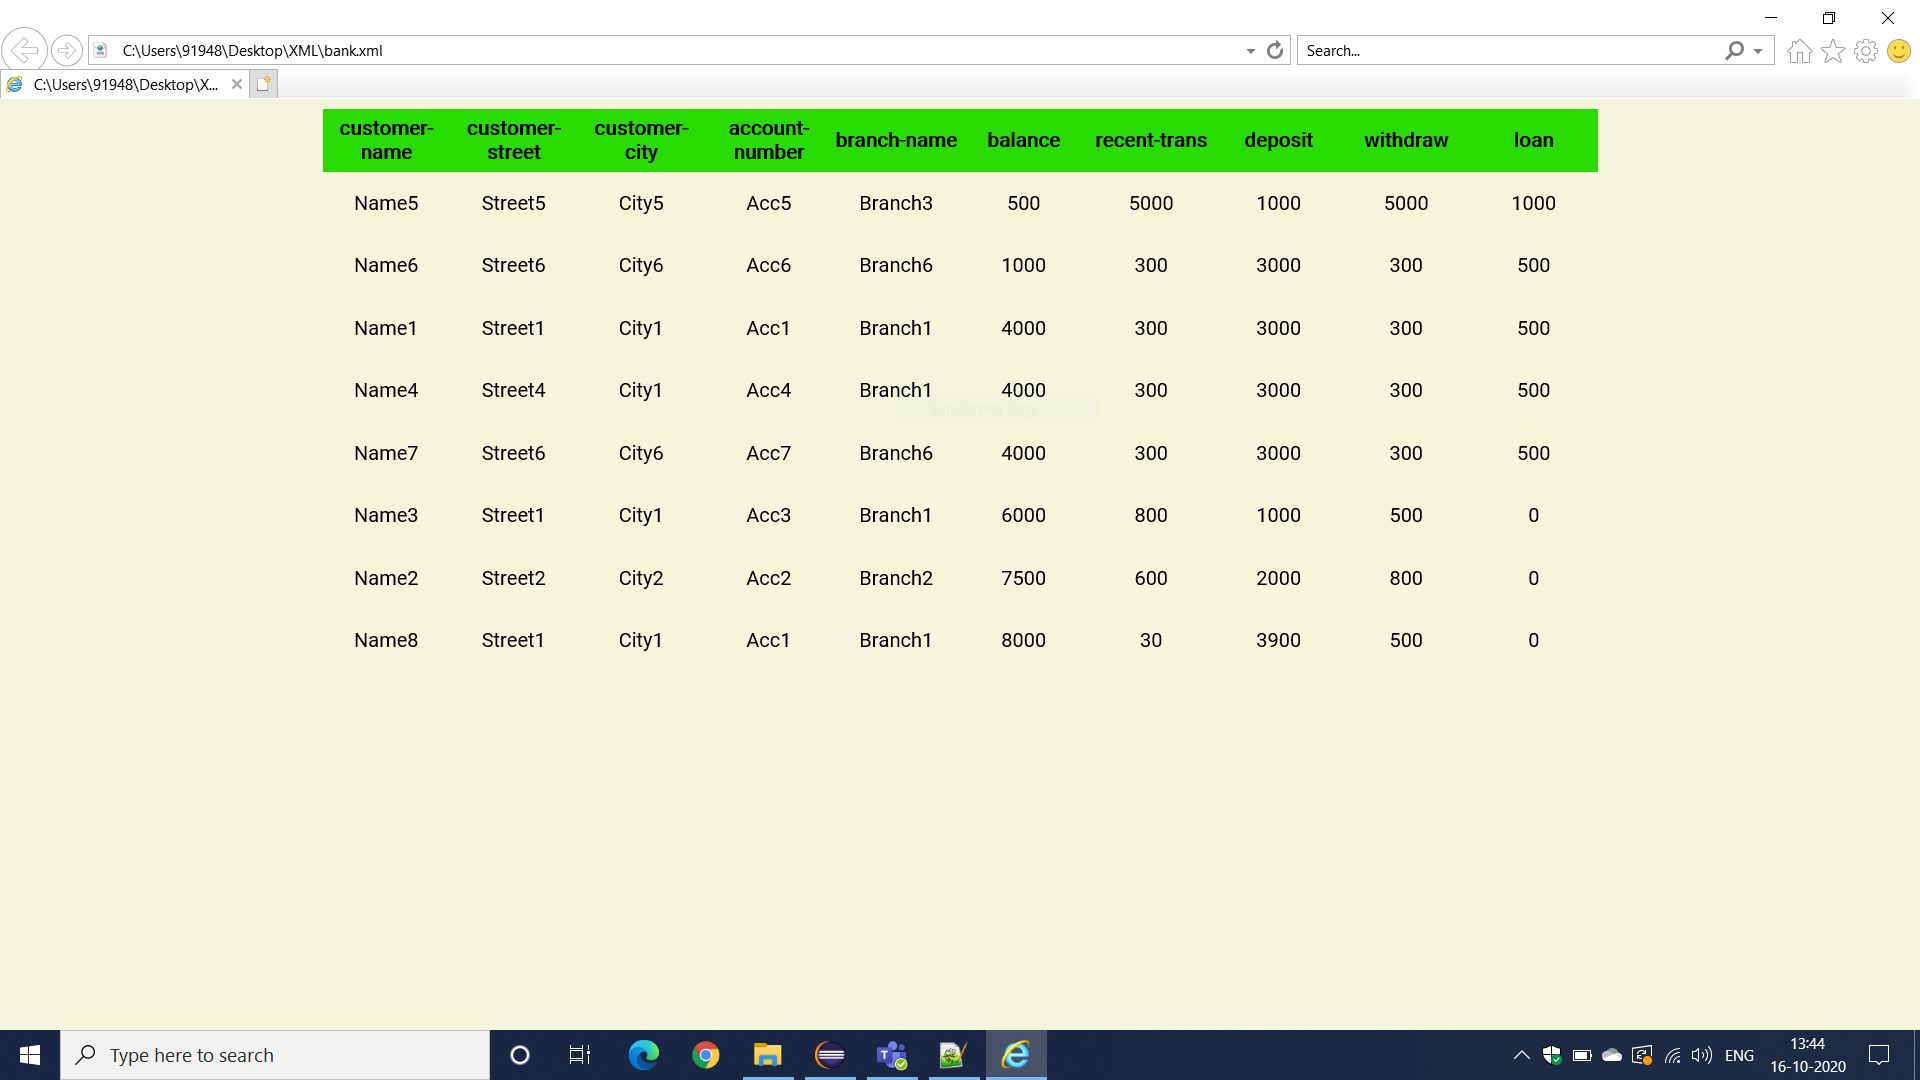 C:\Users\91948\Desktop\XML\bank.xml
Search...
C:\Users\91948\Desktop\X...
customer-name customer-street customer-city account-number branch-name balance recent-trans deposit withdraw loan
Name5 Street5 City5 Acc5 Branch3 500 5000 1000 5000 1000
Name6 Street6 City6 Acc6 Branch6 1000 300 3000 300 500
Name1 Street1 City1 Acc1 Branch1 4000 300 3000 300 500
Name4 Street4 City1 Acc4 Branch1 4000 300 3000 300 500
Full-screen Snip
Name7 Street6 City6 Acc7 Branch6 4000 300 3000 300 500
Name3 Street1 City1 Acc3 Branch1 6000 800 1000 500 0
Name2 Street2 City2 Acc2 Branch2 7500 600 2000 800 0
Name8 Street1 City1 Acc1 Branch1 8000 30 3900 500 0
Type here to search
ENG
13:44
16-10-2020